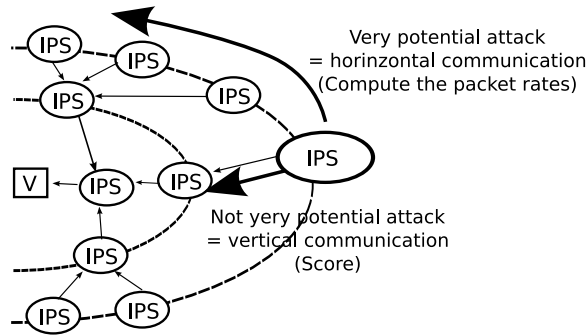 IPS
Very potential attack
= horinzontal communication
(Compute the packet rates)
IPS
IPS
IPS
IPS
V
IPS
IPS
Not yery potential attack
= vertical communication
(Score)
IPS
IPS
IPS